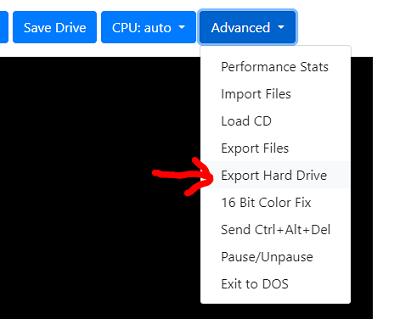 Save Drive
CPU: auto
Advanced
Performance Stats
Import Files
Load CD
Export Files
Export Hard Drive
16 Bit Color Fix
Send Ctrl+Alt+Del
Pause/Unpause
Exit to DOS